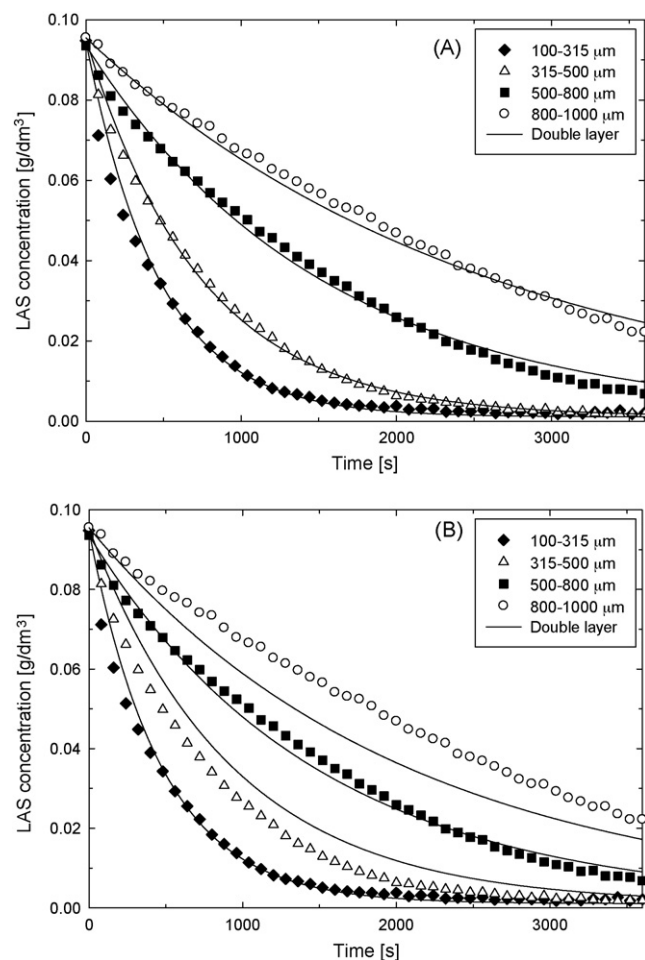 0.10
0.08
0.06
0.04
0.02
0.00
LAS concentration [g/dm³]
(A)
100-315 μm
315-500 μm
500-800 μm
800-1000 μm
Double layer
0
1000
2000
3000
Time [s]
0.10
0.08
0.06
0.04
0.02
0.00
LAS concentration [g/dm³]
(B)
100-315 μm
315-500 μm
500-800 μm
800-1000 μm
Double layer
0
1000
2000
3000
Time [s]